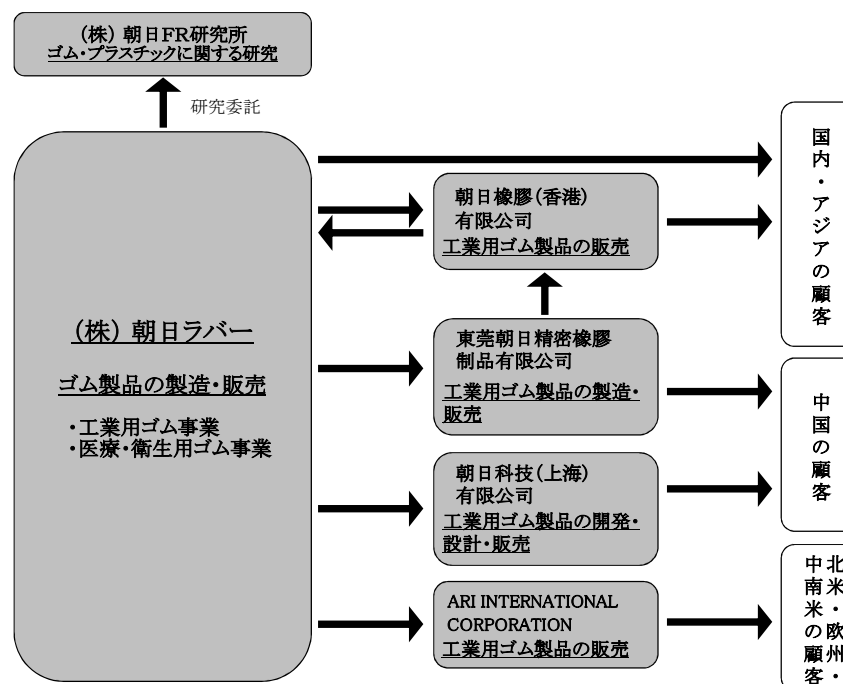 （株）朝日FR研究所
ゴム・プラスチックに関する研究
研究委託
（株）朝日ラバー
ゴム製品の製造・販売
・工業用ゴム事業
・医療・衛生用ゴム事業
朝日橡膠（香港）
有限公司
工業用ゴム製品の販売
東莞朝日精密橡膠
制品有限公司
工業用ゴム製品の製造・
販売
朝日科技（上海）
有限公司
工業用ゴム製品の開発・
設計・販売
ARI INTERNATIONAL
CORPORATION
工業用ゴム製品の販売
国内・アジアの顧客
中国の顧客
北米・欧州・
中南米の顧客